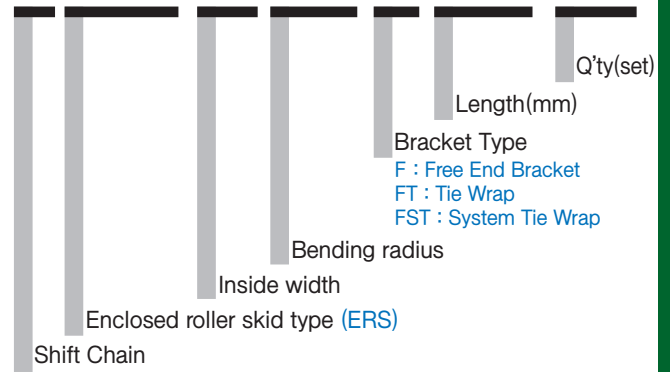 Q’ty(set)
Length(mm)
Bracket Type
F : Free End Bracket
FT : Tie Wrap
FST : System Tie Wrap
Bending radius
Inside width
Enclosed roller skid type (ERS)
Shift Chain